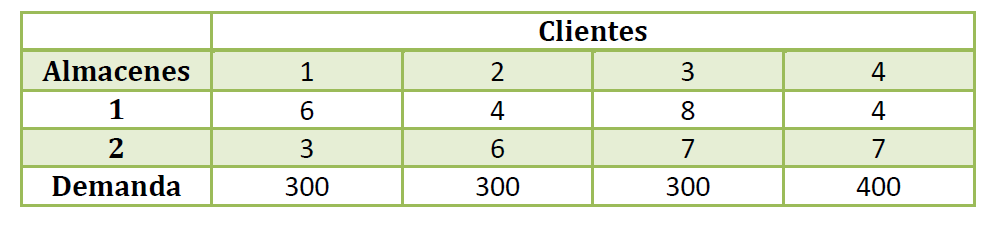 Clientes
Almacenes 1 2 3 4
1 6 4 8 4
2 3 6 7 7
Demanda 300 300 300 400